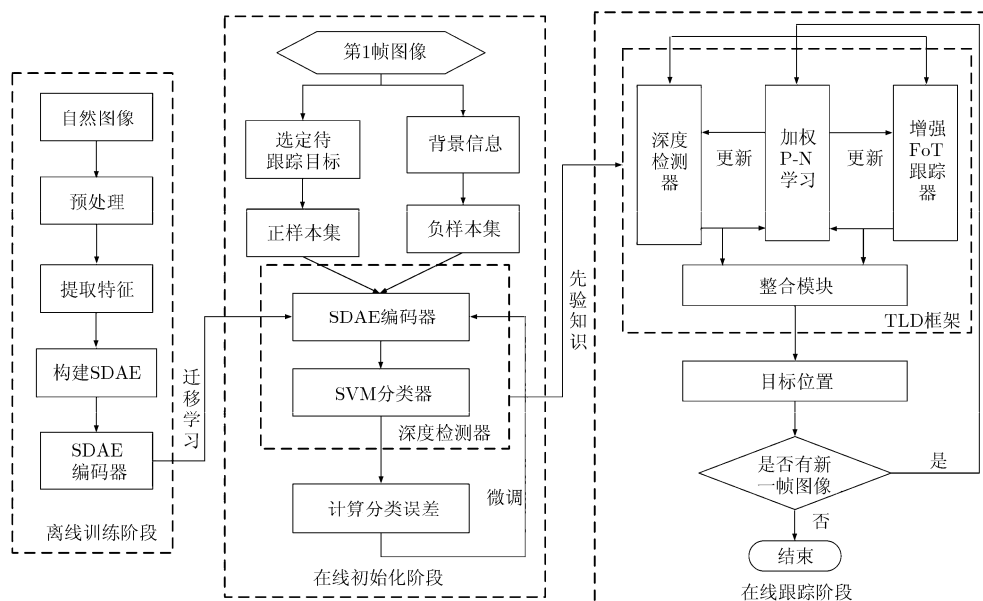 自然图像
预处理
提取特征
构建SDAE
SDAE
编码器
离线训练阶段
迁移学习
第1帧图像
选定待
跟踪目标
背景信息
正样本集
负样本集
SDAE编码器
SVM分类器
深度检测器
计算分类误差
微调
在线初始化阶段
先验知识
深度
检测
器
更新
加权
P-N
学习
更新
增强
FoT
跟踪
器
整合模块
TLD框架
目标位置
是否有新
一帧图像
是
否
结束
在线跟踪阶段